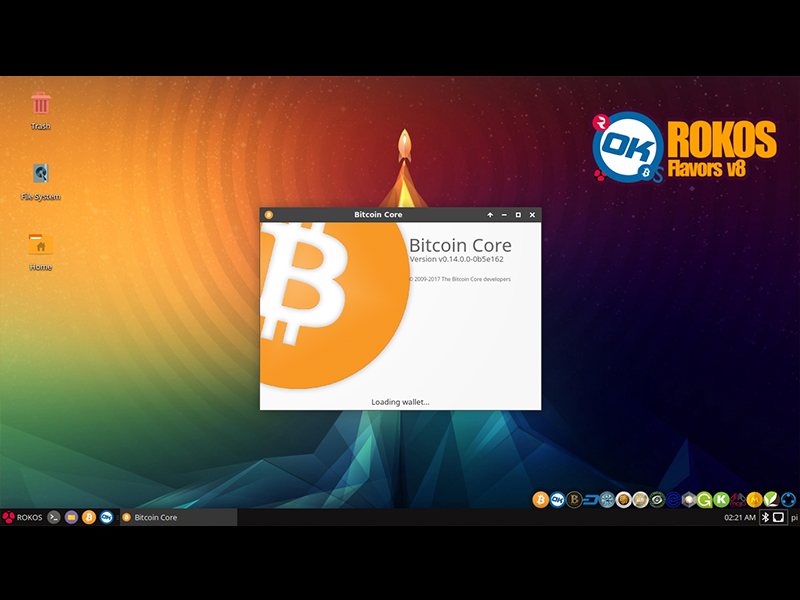 Trash
File System
Home
OK
ROKOS
Flavors v8
Bitcoin Core
Bitcoin Core
Version v0.14.0.0-0b5e162
© 2009-2017 The Bitcoin Core developers
Loading wallet...
ROKOS
Bitcoin Core
02:21 AM
pi